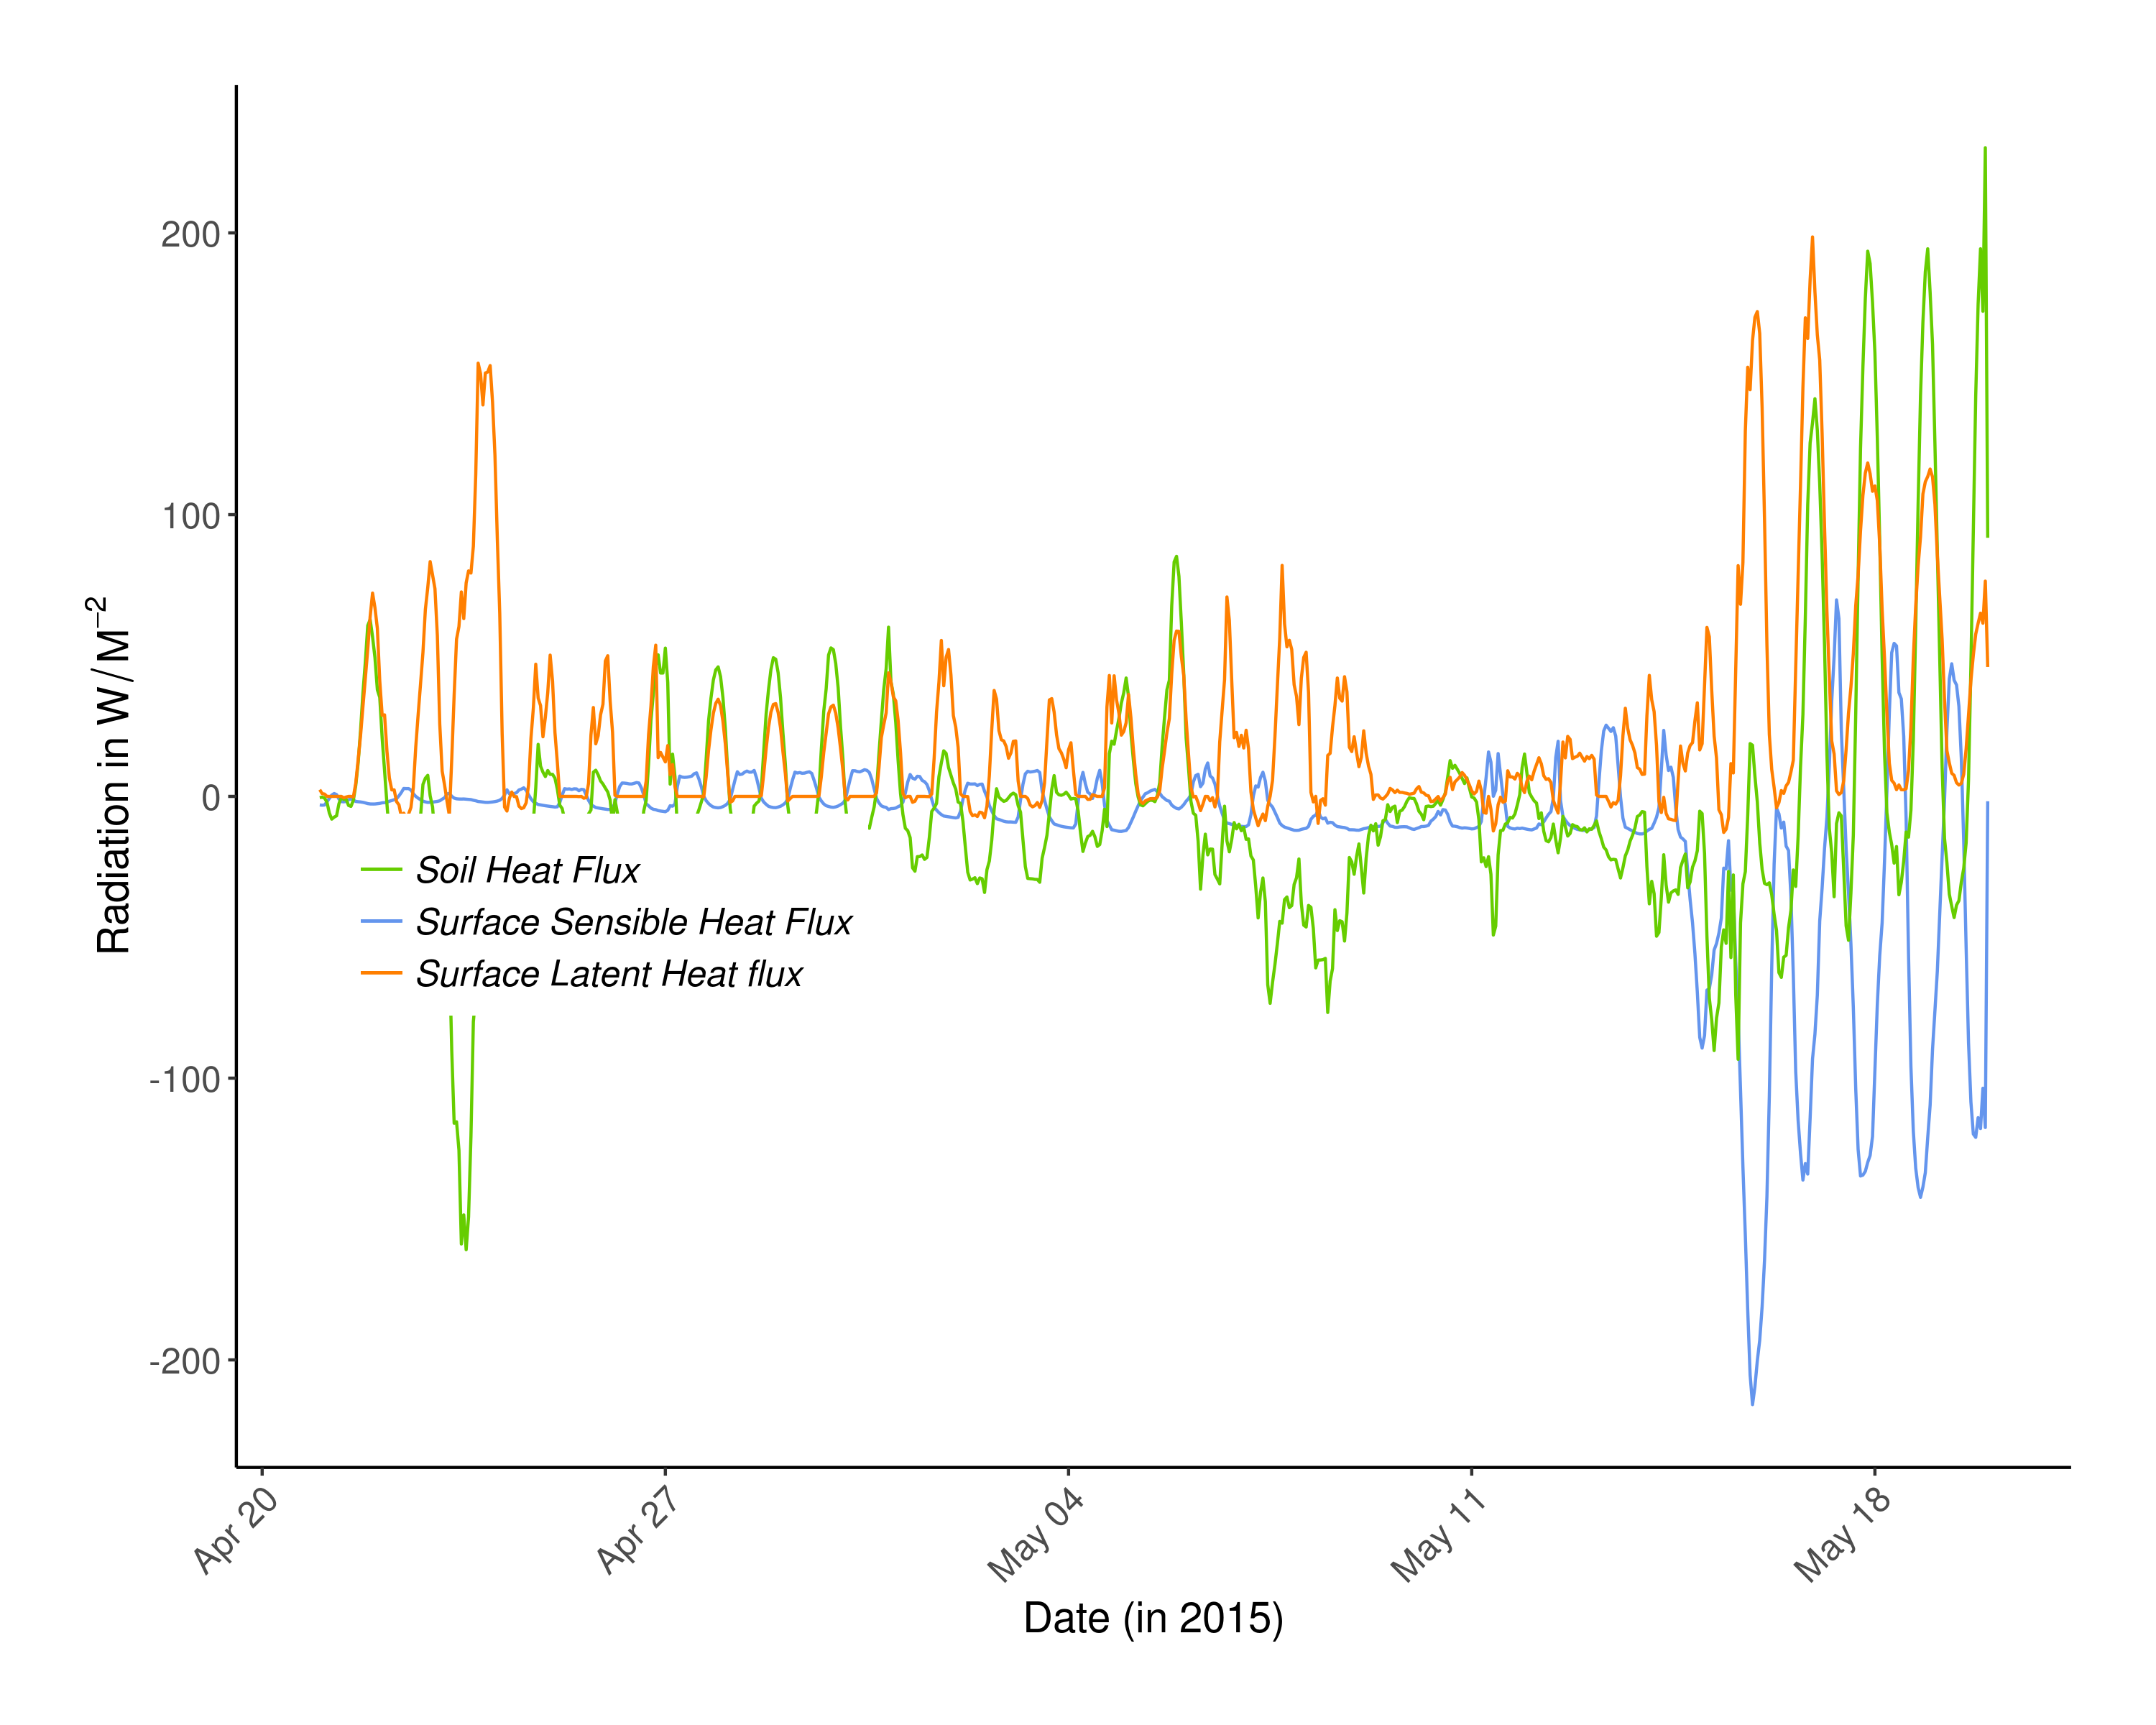 Radiation in W/M−2
200
100
0
-100
-200
Soil Heat Flux
Surface Sensible Heat Flux
Surface Latent Heat flux
Apr 20
Apr 27
May 04
May 11
May 18
Date (in 2015)